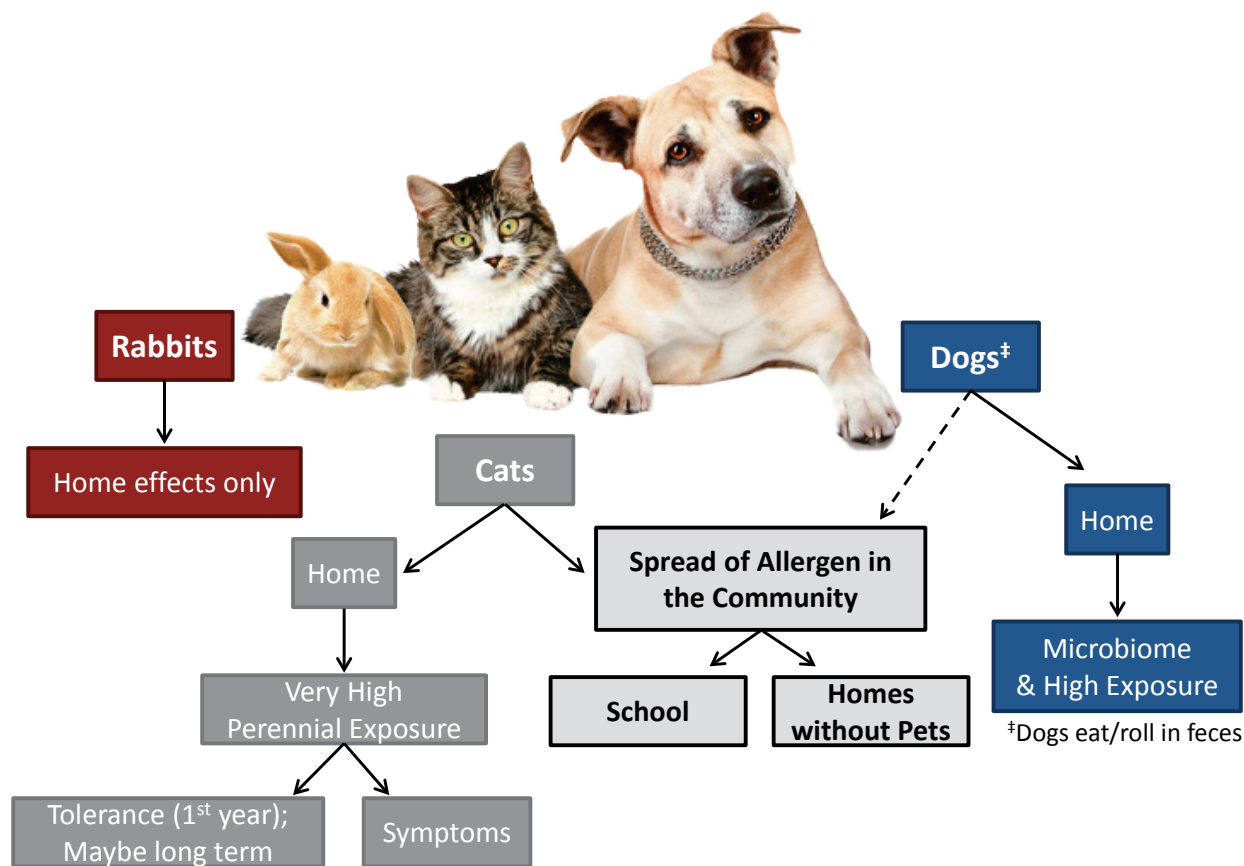 Rabbits
Dogs‡
Home effects only
Cats
Home
Home
Spread of Allergen in
the Community
Very High
Perennial Exposure
School
Homes
without Pets
Microbiome
& High Exposure
‡Dogs eat/roll in feces
Tolerance (1st year);
Maybe long term
Symptoms